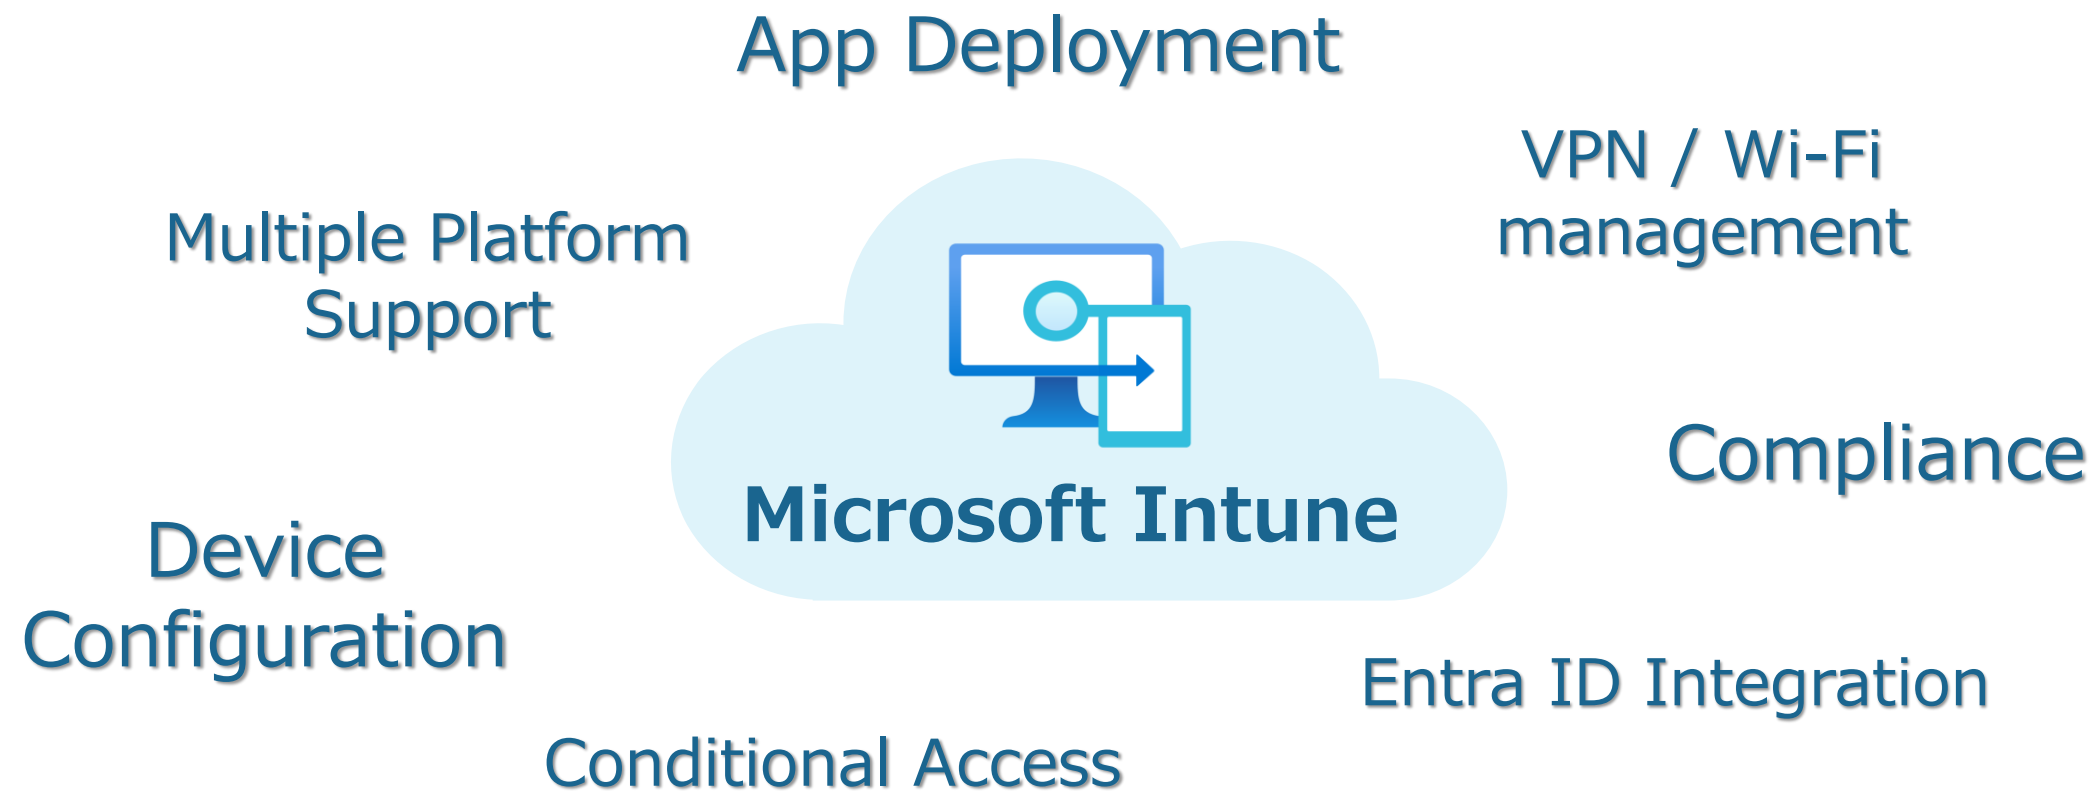 App Deployment
VPN / Wi-Fi
management
Multiple Platform
Support
Compliance
Microsoft Intune
Device
Configuration
Entra ID Integration
Conditional Access